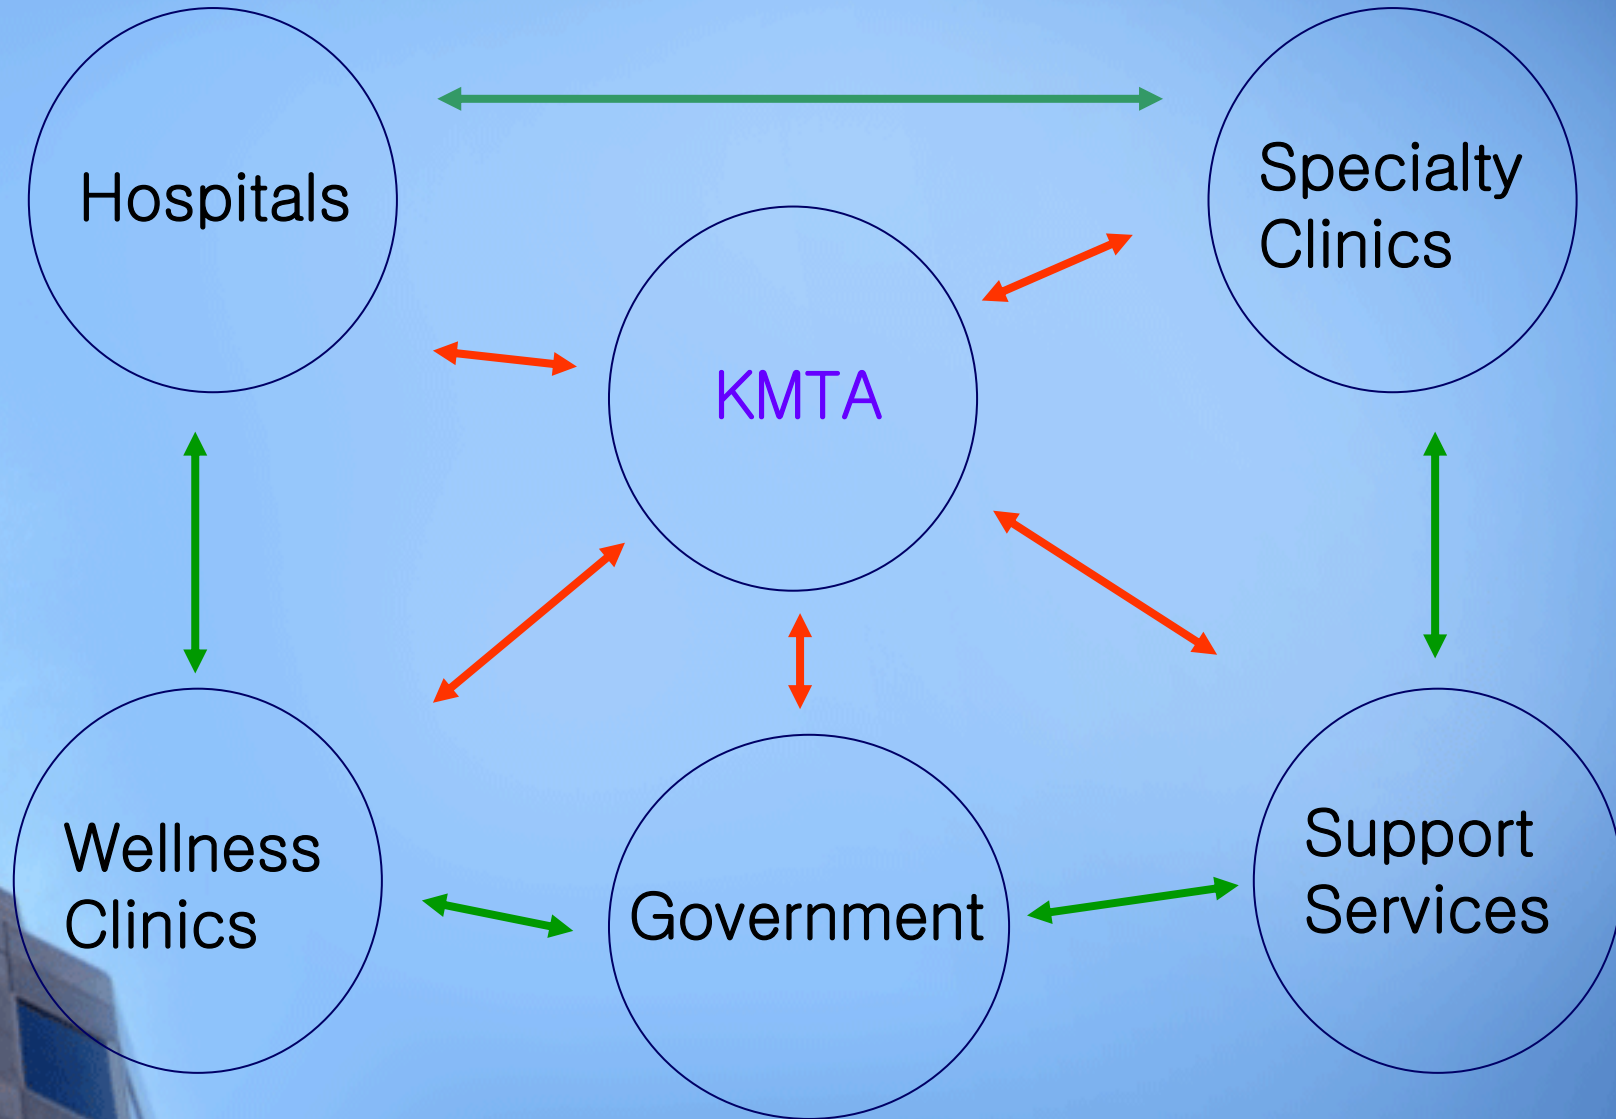 Hospitals
Specialty
Clinics
KMTA
Wellness
Clinics
Government
Support
Services